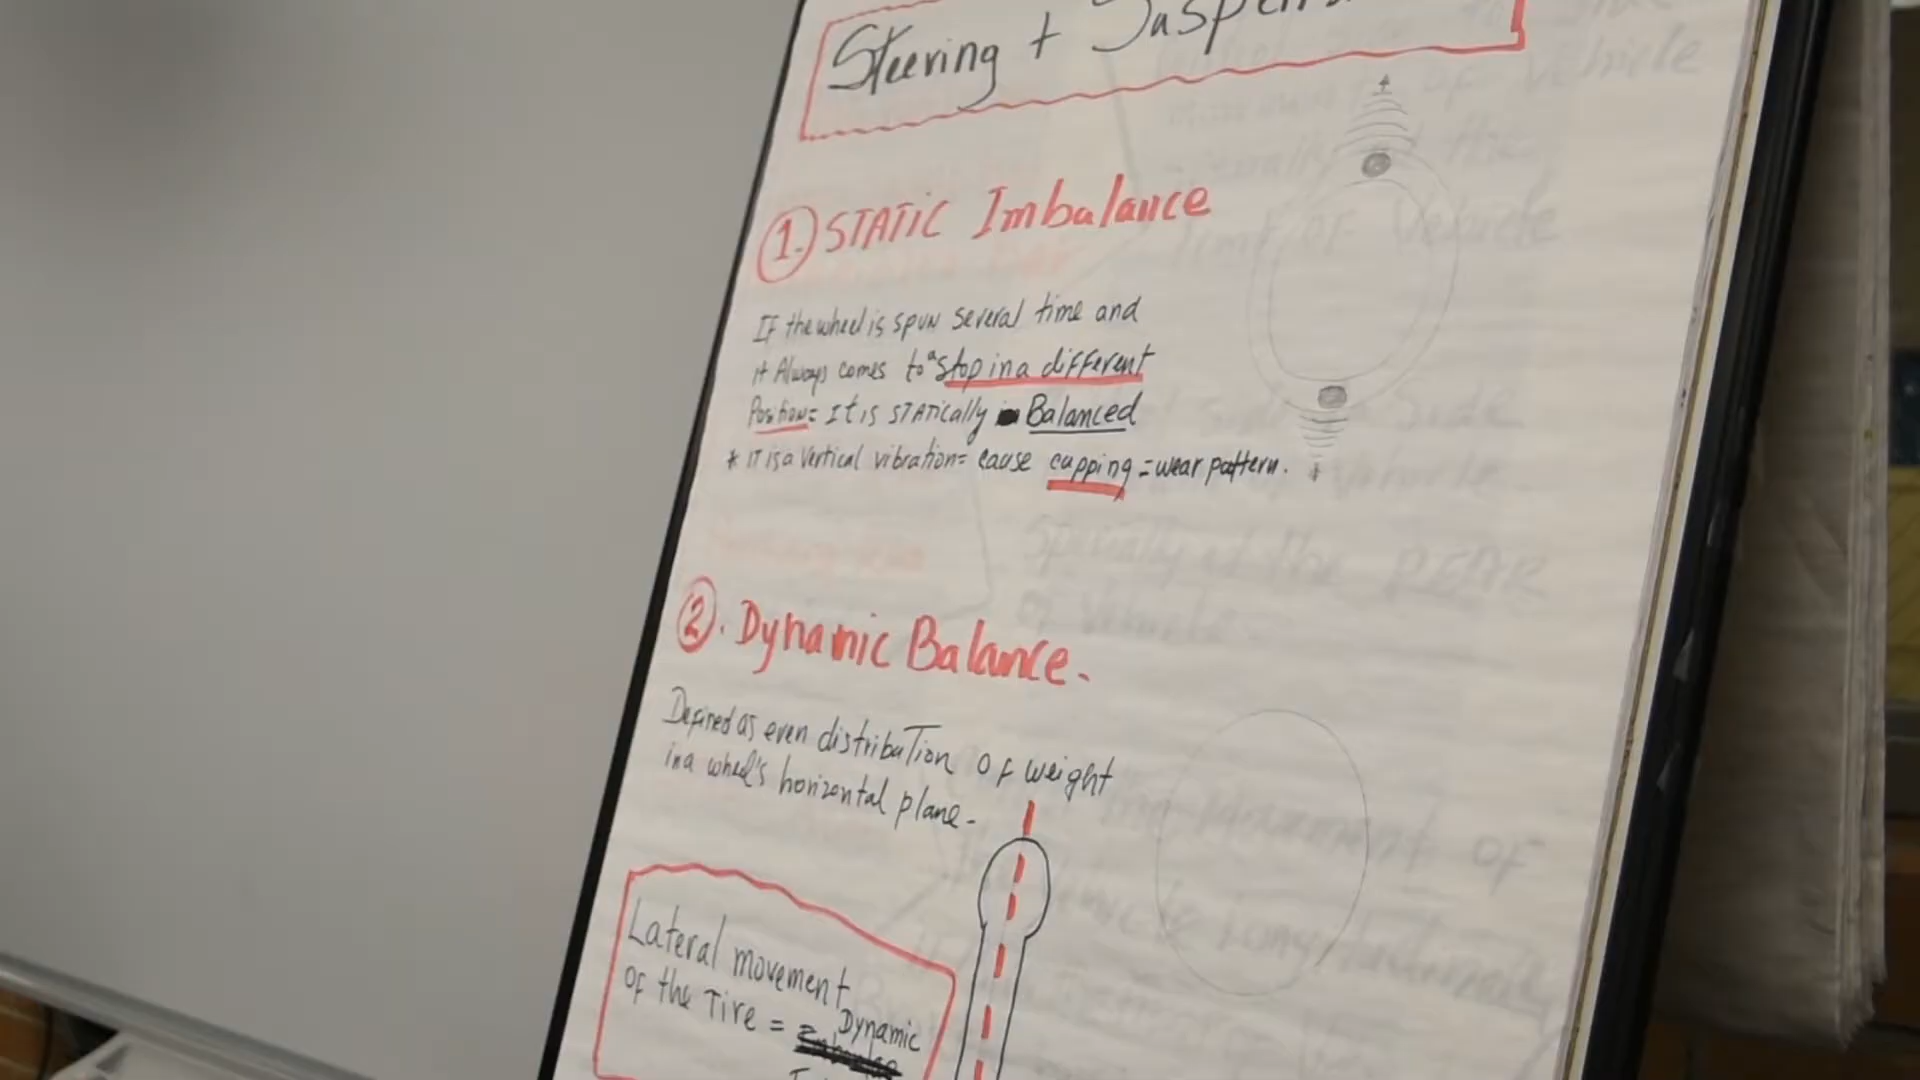 Steering +
1. STATIC Imbalance
IF the wheel is spun several time and
it Always comes to a stop in a different
Position = It is STATically Balanced
* IT is a Vertical vibration = cause cupping = wear pattern.
2. Dynamic Balance.
Defined as even distribuTion OF weight
in a wheel's horizontal plane.
Lateral movement
OF the Tire = Dynamic